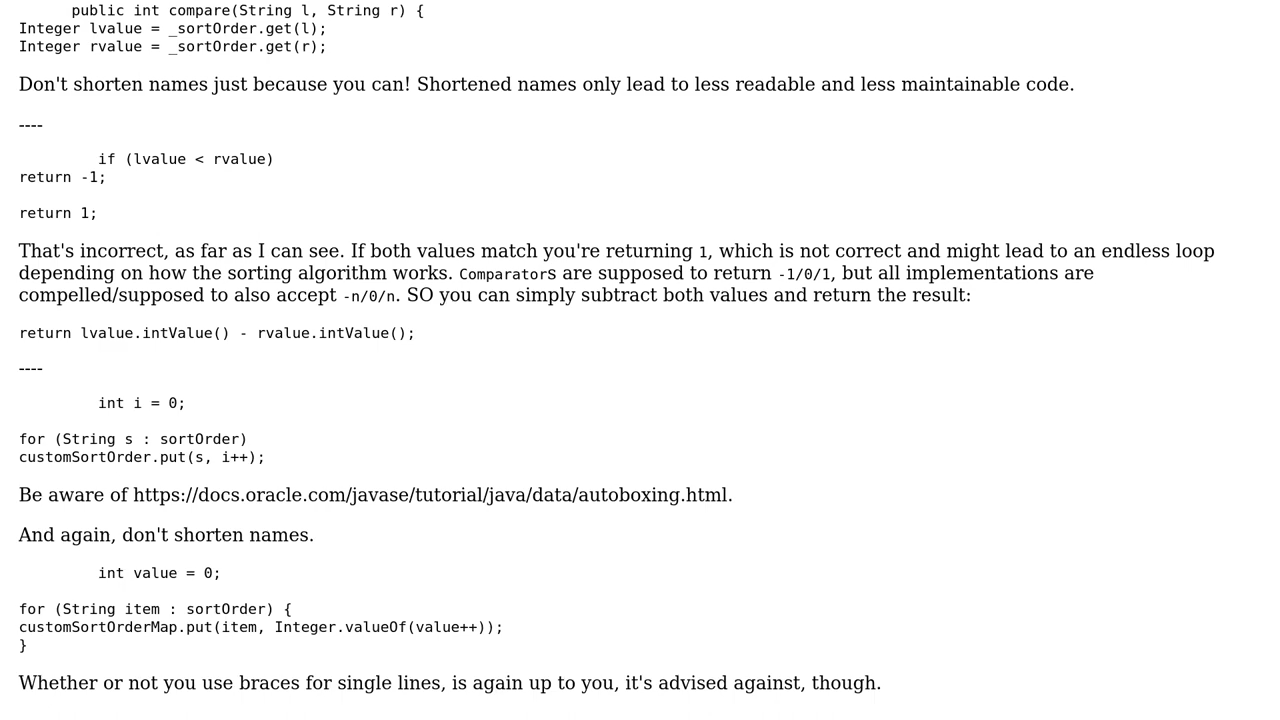 public int compare(String l, String r) {
Integer lvalue = _sortOrder.get(l);
Integer rvalue = _sortOrder.get(r);
Don't shorten names just because you can! Shortened names only lead to less readable and less maintainable code.
----
if (lvalue < rvalue)
return -1;
return 1;
That's incorrect, as far as I can see. If both values match you're returning 1, which is not correct and might lead to an endless loop
depending on how the sorting algorithm works. Comparators are supposed to return -1/0/1, but all implementations are
compelled/supposed to also accept -n/0/n. SO you can simply subtract both values and return the result:
return lvalue.intValue() - rvalue.intValue();
----
int i = 0;
for (String s : sortOrder)
customSortOrder.put(s, i++);
Be aware of https://docs.oracle.com/javase/tutorial/java/data/autoboxing.html.
And again, don't shorten names.
int value = 0;
for (String item : sortOrder) {
customSortOrderMap.put(item, Integer.valueOf(value++));
}
Whether or not you use braces for single lines, is again up to you, it's advised against, though.